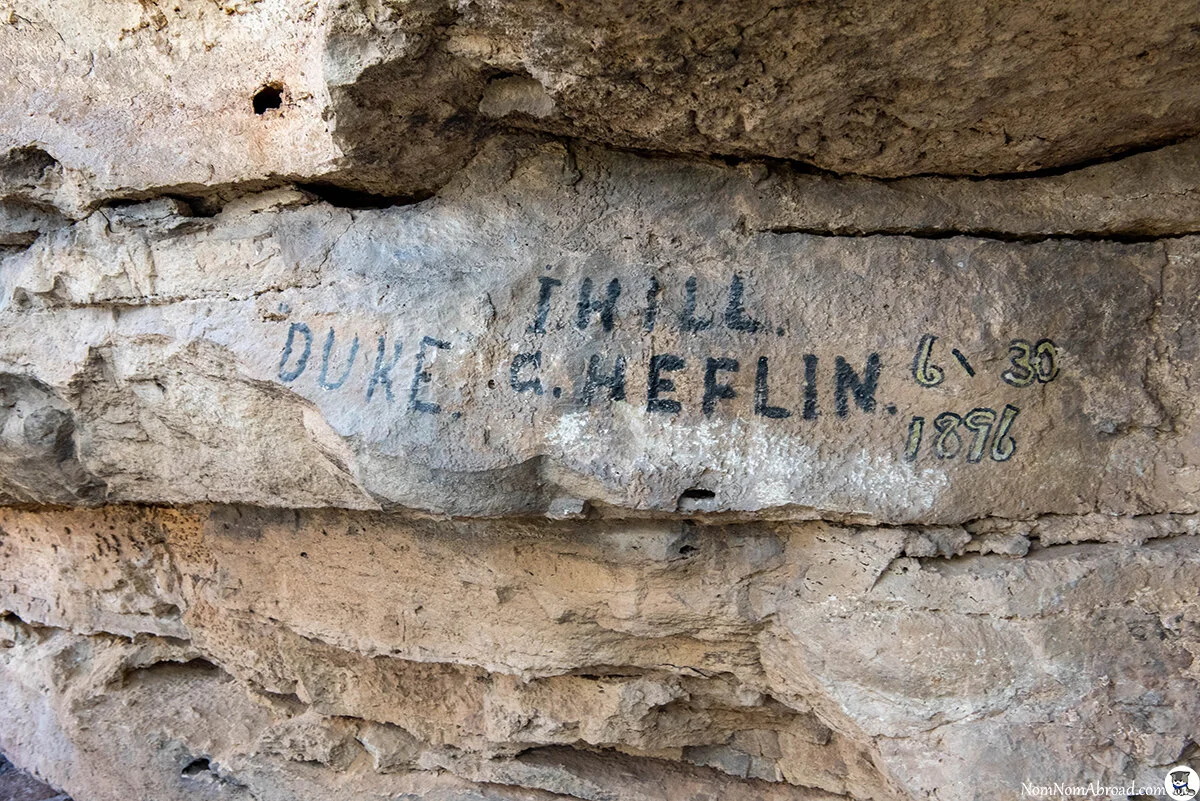 I HILL.
DUKE. G. HEFLIN. 6 \ 30
1896
NomNomAbroad.com